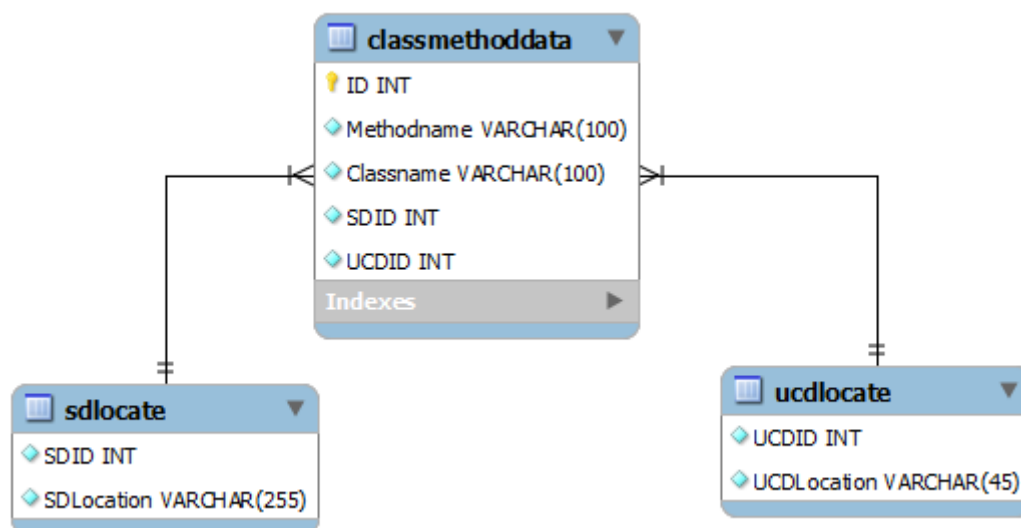 classmethoddata
ID INT
Methodname VARCHAR(100)
Classname VARCHAR(100)
SDID INT
UCDID INT
Indexes
sdlocate
SDID INT
SDLocation VARCHAR(255)
ucdlocate
UCDID INT
UCDLocation VARCHAR(45)